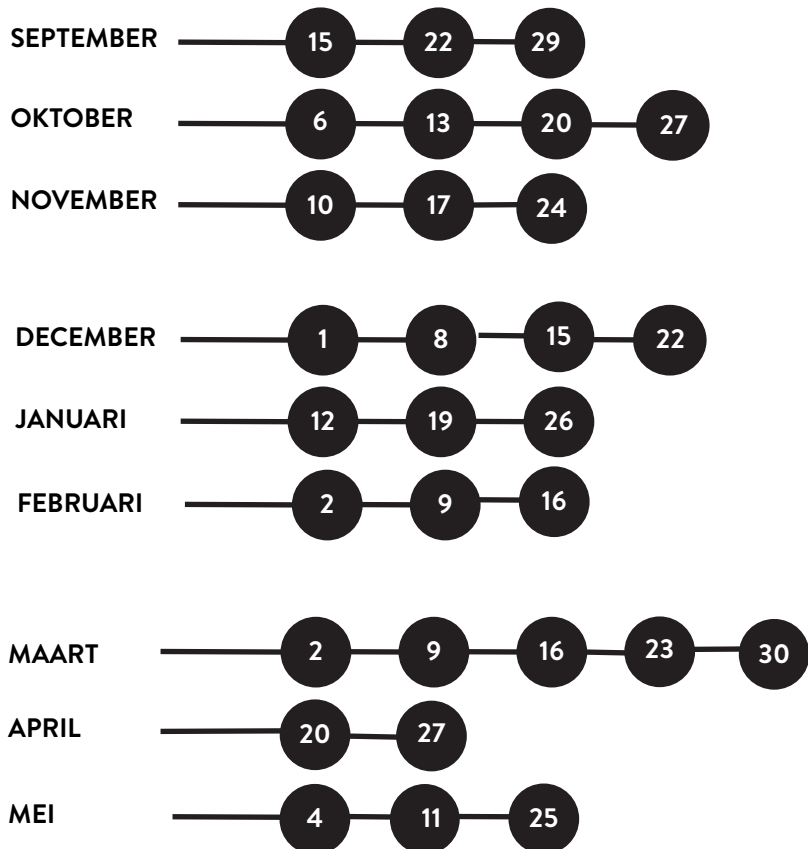 SEPTEMBER 15 22 29
OKTOBER 6 13 20 27
NOVEMBER 10 17 24
DECEMBER 1 8 15 22
JANUARI 12 19 26
FEBRUARI 2 9 16
MAART 2 9 16 23 30
APRIL 20 27
MEI 4 11 25